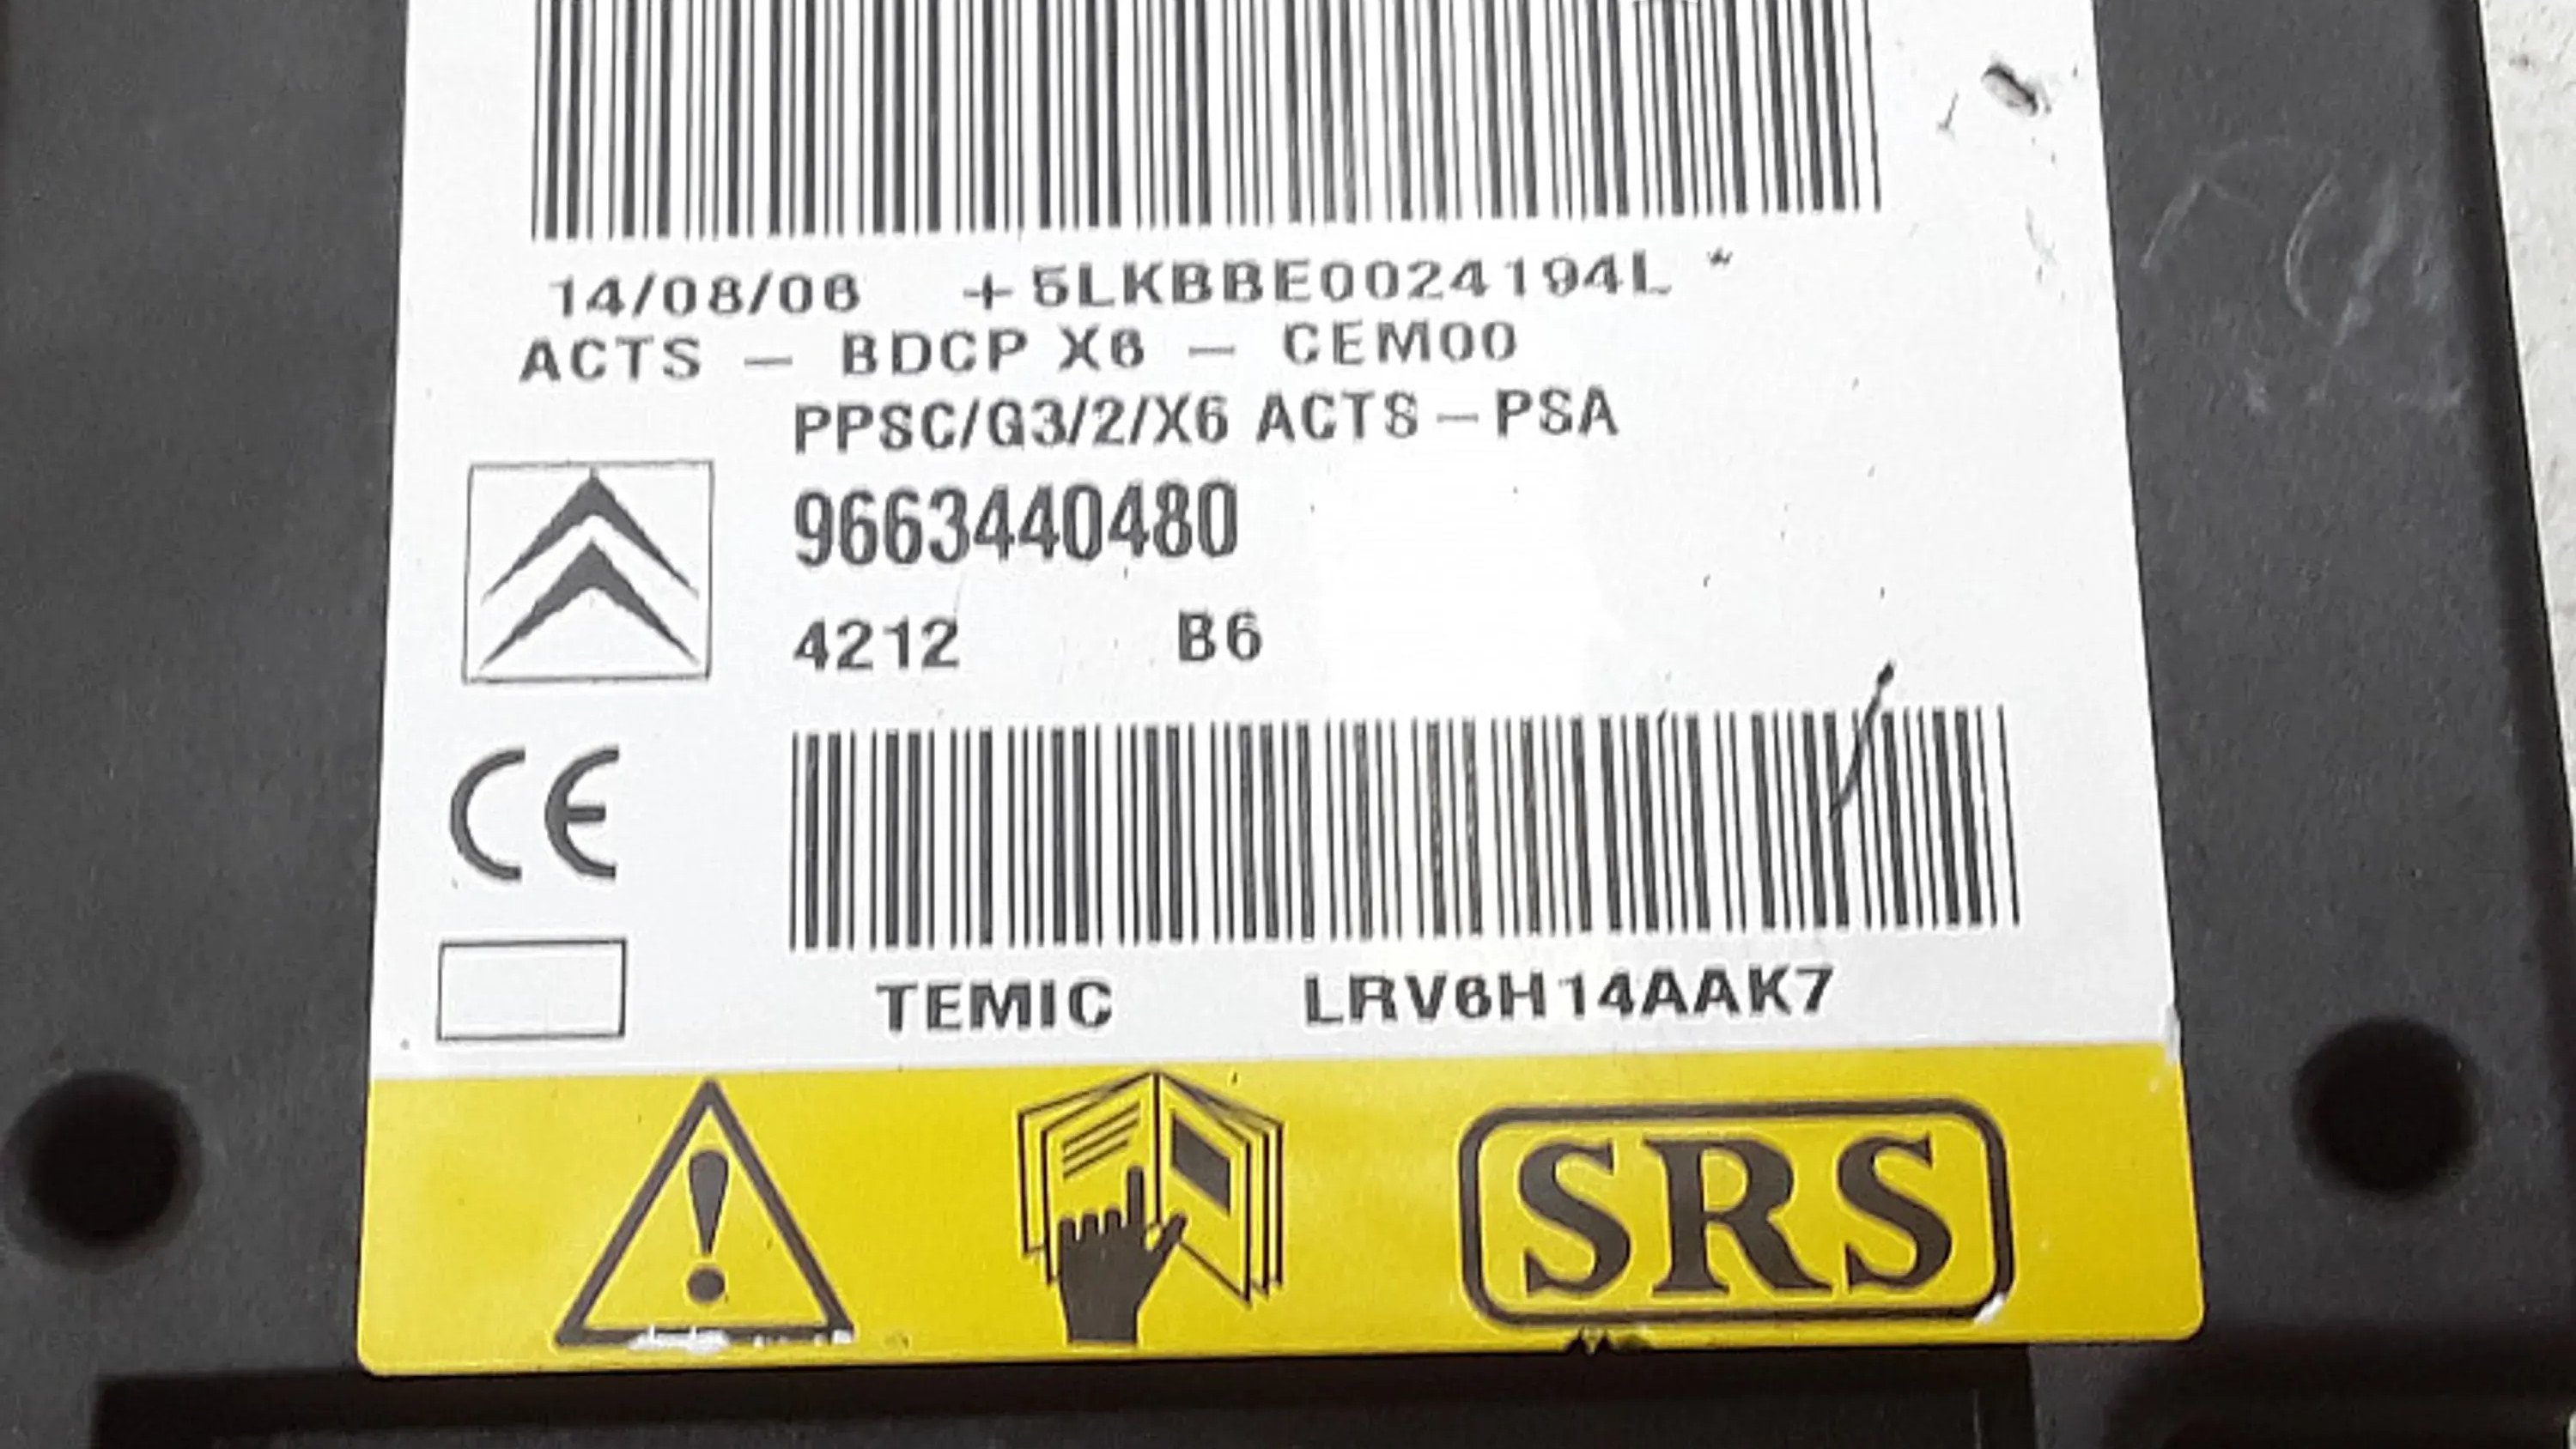 14/08/06 +5LKBBE0024194L *
ACTS – BDCP X6 – CEM00
PPSC/G3/2/X6 ACTS–PSA
9663440480
4212 B6
CE
TEMIC LRV6H14AAK7
SRS